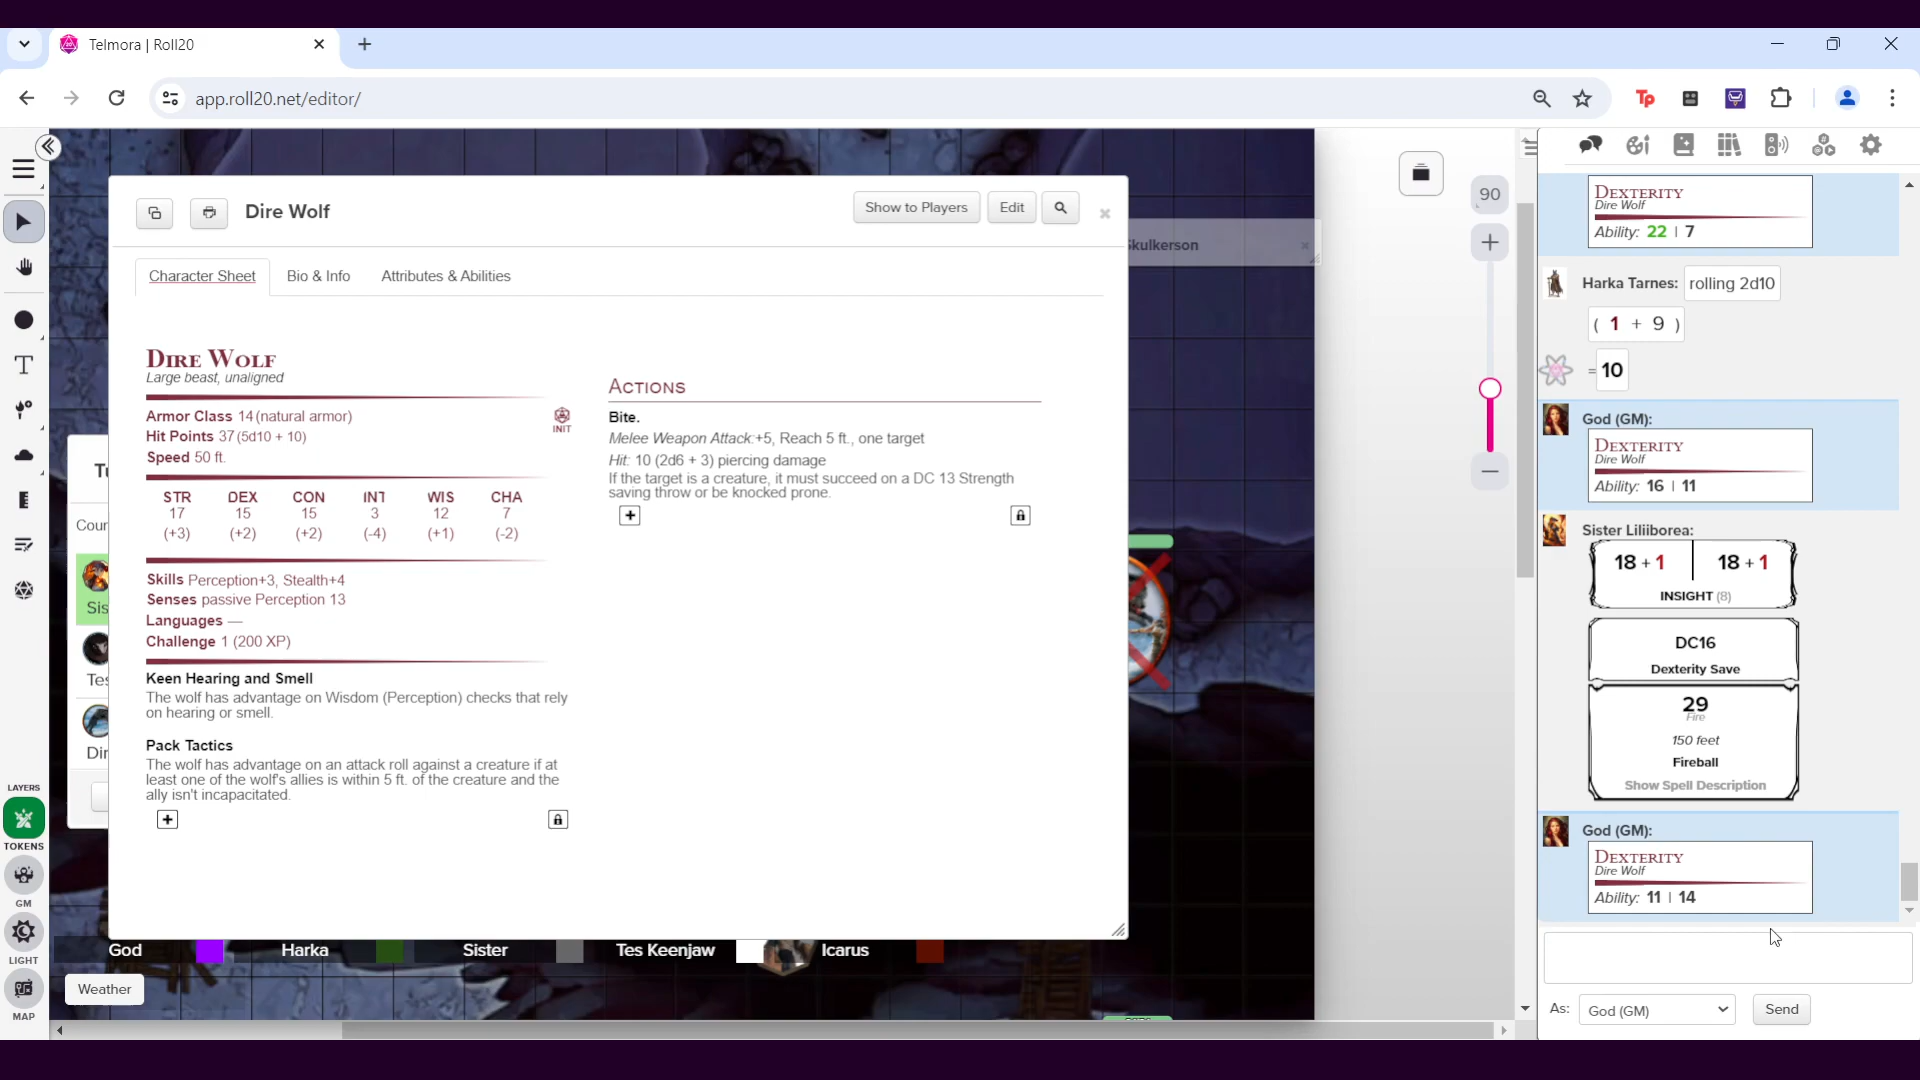 Telmora | Roll20
app.roll20.net/editor/
Dire Wolf
Show to Players
Edit
Skulkerson
90
Character Sheet
Bio & Info
Attributes & Abilities
DIRE WOLF
Large beast, unaligned
Armor Class 14 (natural armor)
Hit Points 37 (5d10 + 10)
Speed 50 ft.
INIT
STR DEX CON INT WIS CHA
17 15 15 3 12 7
(+3) (+2) (+2) (-4) (+1) (-2)
Skills Perception+3, Stealth+4
Senses passive Perception 13
Languages —
Challenge 1 (200 XP)
Keen Hearing and Smell
The wolf has advantage on Wisdom (Perception) checks that rely
on hearing or smell.
Pack Tactics
The wolf has advantage on an attack roll against a creature if at
least one of the wolf's allies is within 5 ft. of the creature and the
ally isn't incapacitated.
ACTIONS
Bite.
Melee Weapon Attack:+5, Reach 5 ft., one target
Hit: 10 (2d6 + 3) piercing damage
If the target is a creature, it must succeed on a DC 13 Strength
saving throw or be knocked prone.
Tu
Coun
Sis
Tes
Dir
LAYERS
TOKENS
GM
LIGHT
MAP
God
Harka
Sister
Tes Keenjaw
Icarus
Weather
DEXTERITY
Dire Wolf
Ability: 22 | 7
Harka Tarnes: rolling 2d10
( 1 + 9 )
= 10
God (GM):
DEXTERITY
Dire Wolf
Ability: 16 | 11
Sister Liliiborea:
18 + 1 | 18 + 1
INSIGHT (8)
DC16
Dexterity Save
29
Fire
150 feet
Fireball
Show Spell Description
God (GM):
DEXTERITY
Dire Wolf
Ability: 11 | 14
As: God (GM)
Send